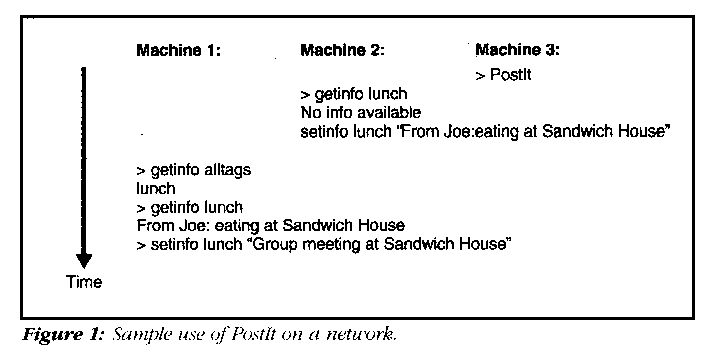 Machine 1: Machine 2: Machine 3:
> PostIt
> getinfo lunch
No info available
setinfo lunch "From Joe:eating at Sandwich House"
> getinfo alltags
lunch
> getinfo lunch
From Joe: eating at Sandwich House
> setinfo lunch "Group meeting at Sandwich House"
Time
Figure 1: Sample use of PostIt on a network.